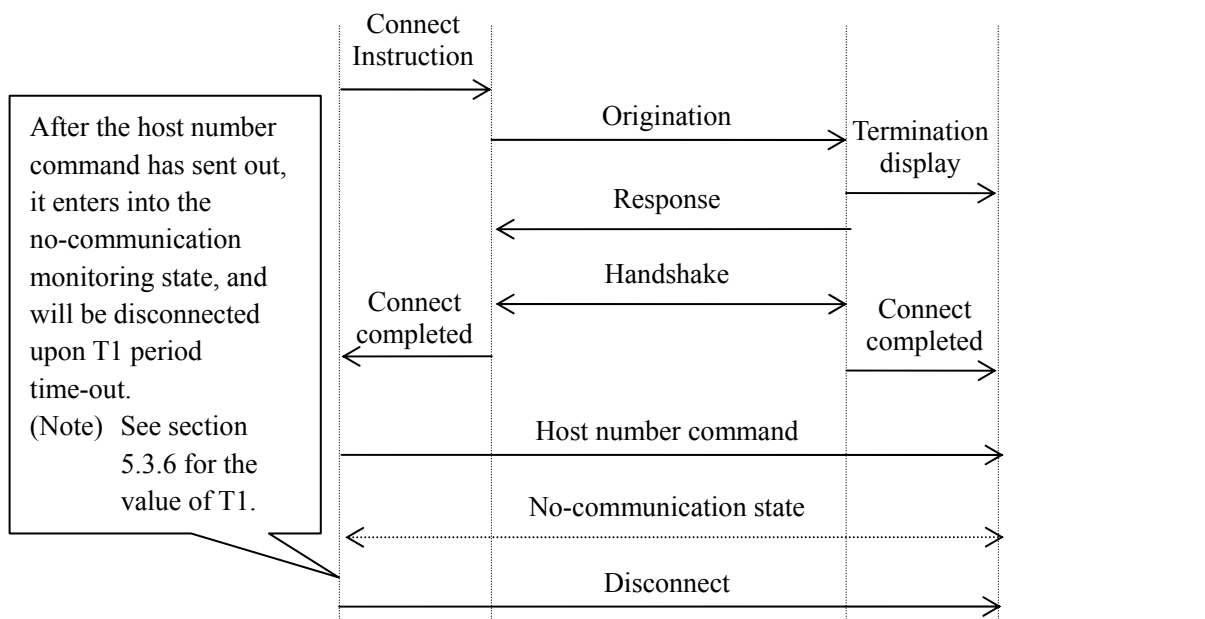 Connect
Instruction
After the host number
command has sent out,
it enters into the
no-communication
monitoring state, and
will be disconnected
upon T1 period
time-out.
(Note) See section
5.3.6 for the
value of T1.
Origination
Termination
display
Response
Handshake
Connect
completed
Connect
completed
Host number command
No-communication state
Disconnect